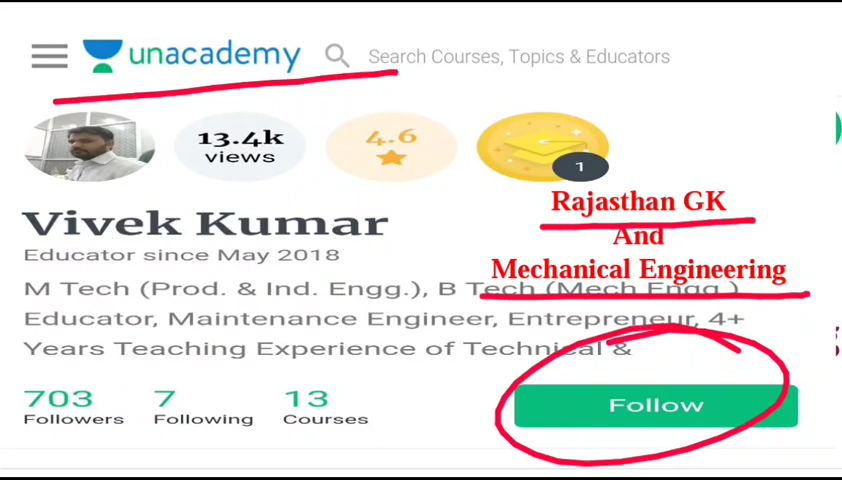 unacademy
Search Courses, Topics & Educators
13.4k
views
4.6
1
Vivek Kumar
Rajasthan GK
And
Mechanical Engineering
Educator since May 2018
M Tech (Prod. & Ind. Engg.), B Tech (Mech Engg.)
Educator, Maintenance Engineer, Entrepreneur, 4+
Years Teaching Experience of Technical &
703
Followers
7
Following
13
Courses
Follow